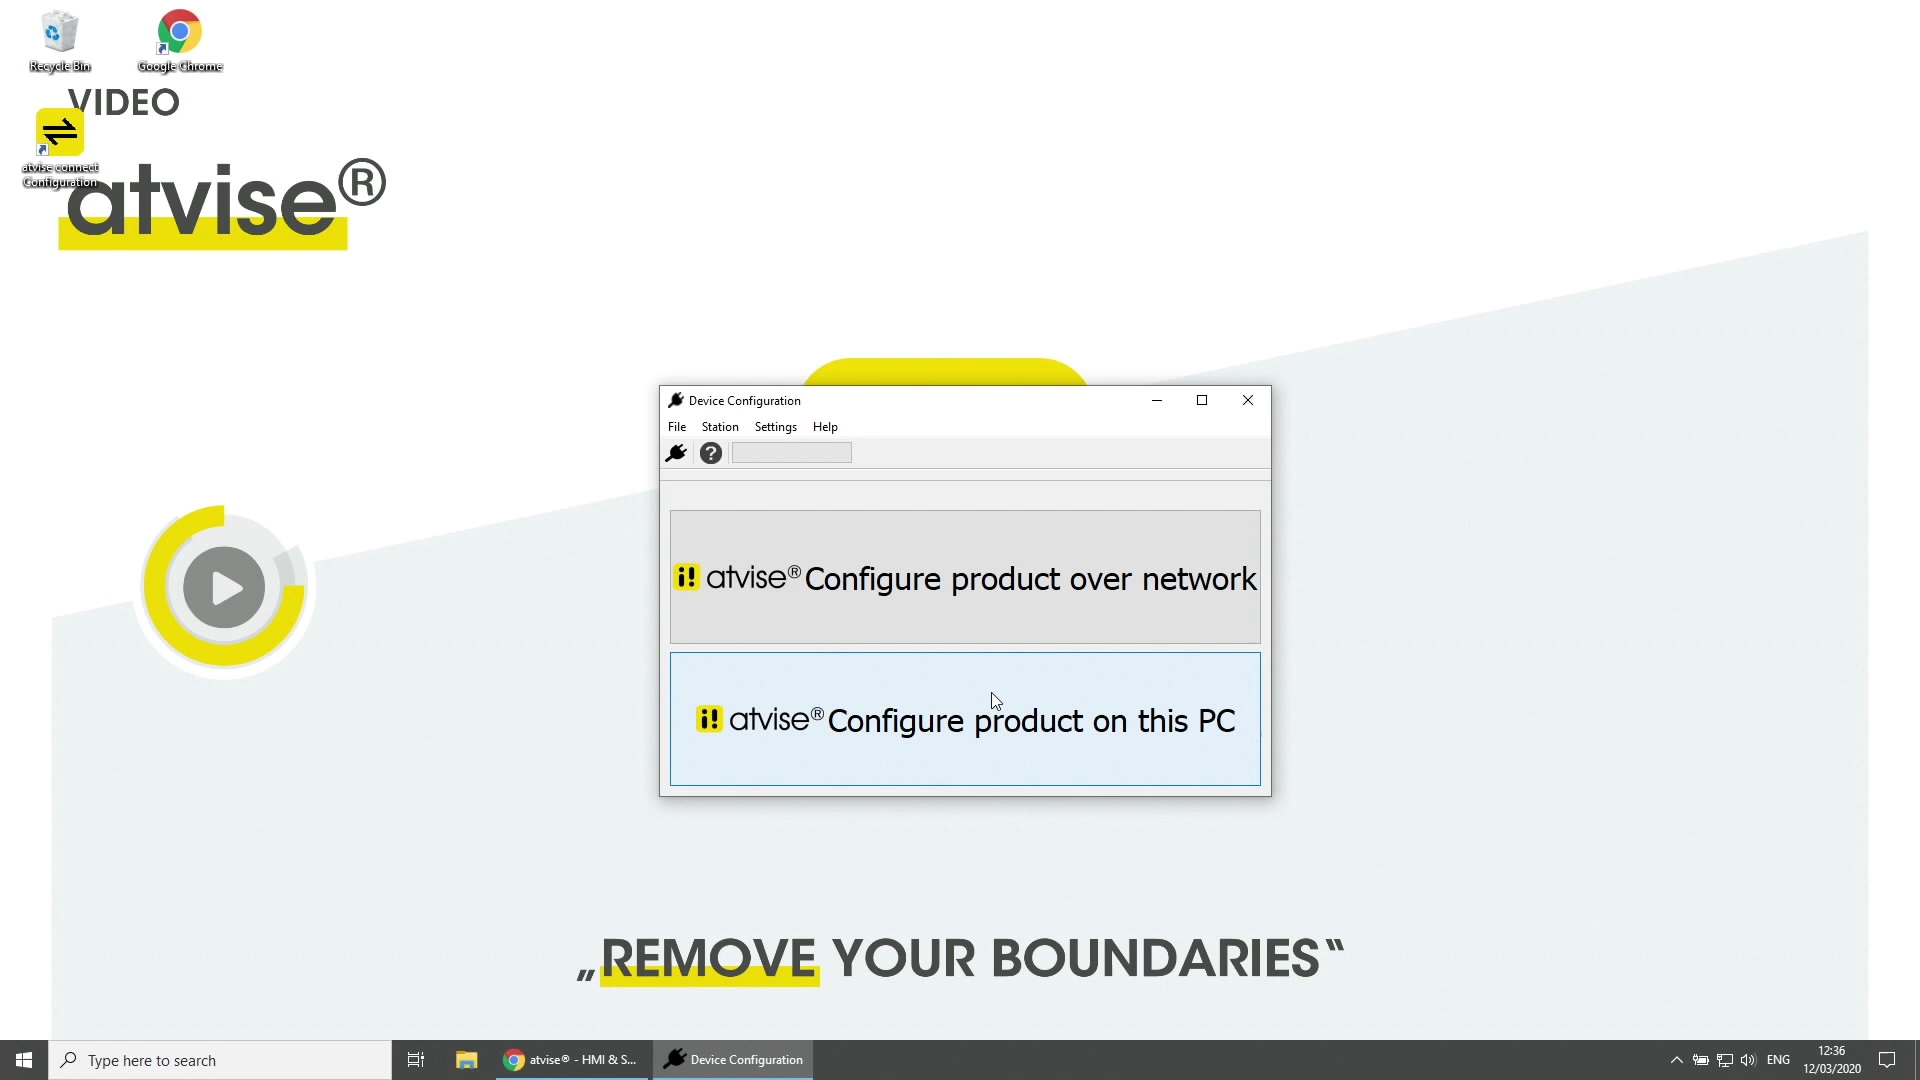 Recycle Bin
Google Chrome
VIDEO
atvise connect
Configuration
atvise®
Device Configuration
File Station Settings Help
?
i! atvise® Configure product over network
i! atvise® Configure product on this PC
„REMOVE YOUR BOUNDARIES“
Type here to search
atvise® - HMI & S...
Device Configuration
ENG
12:36
12/03/2020